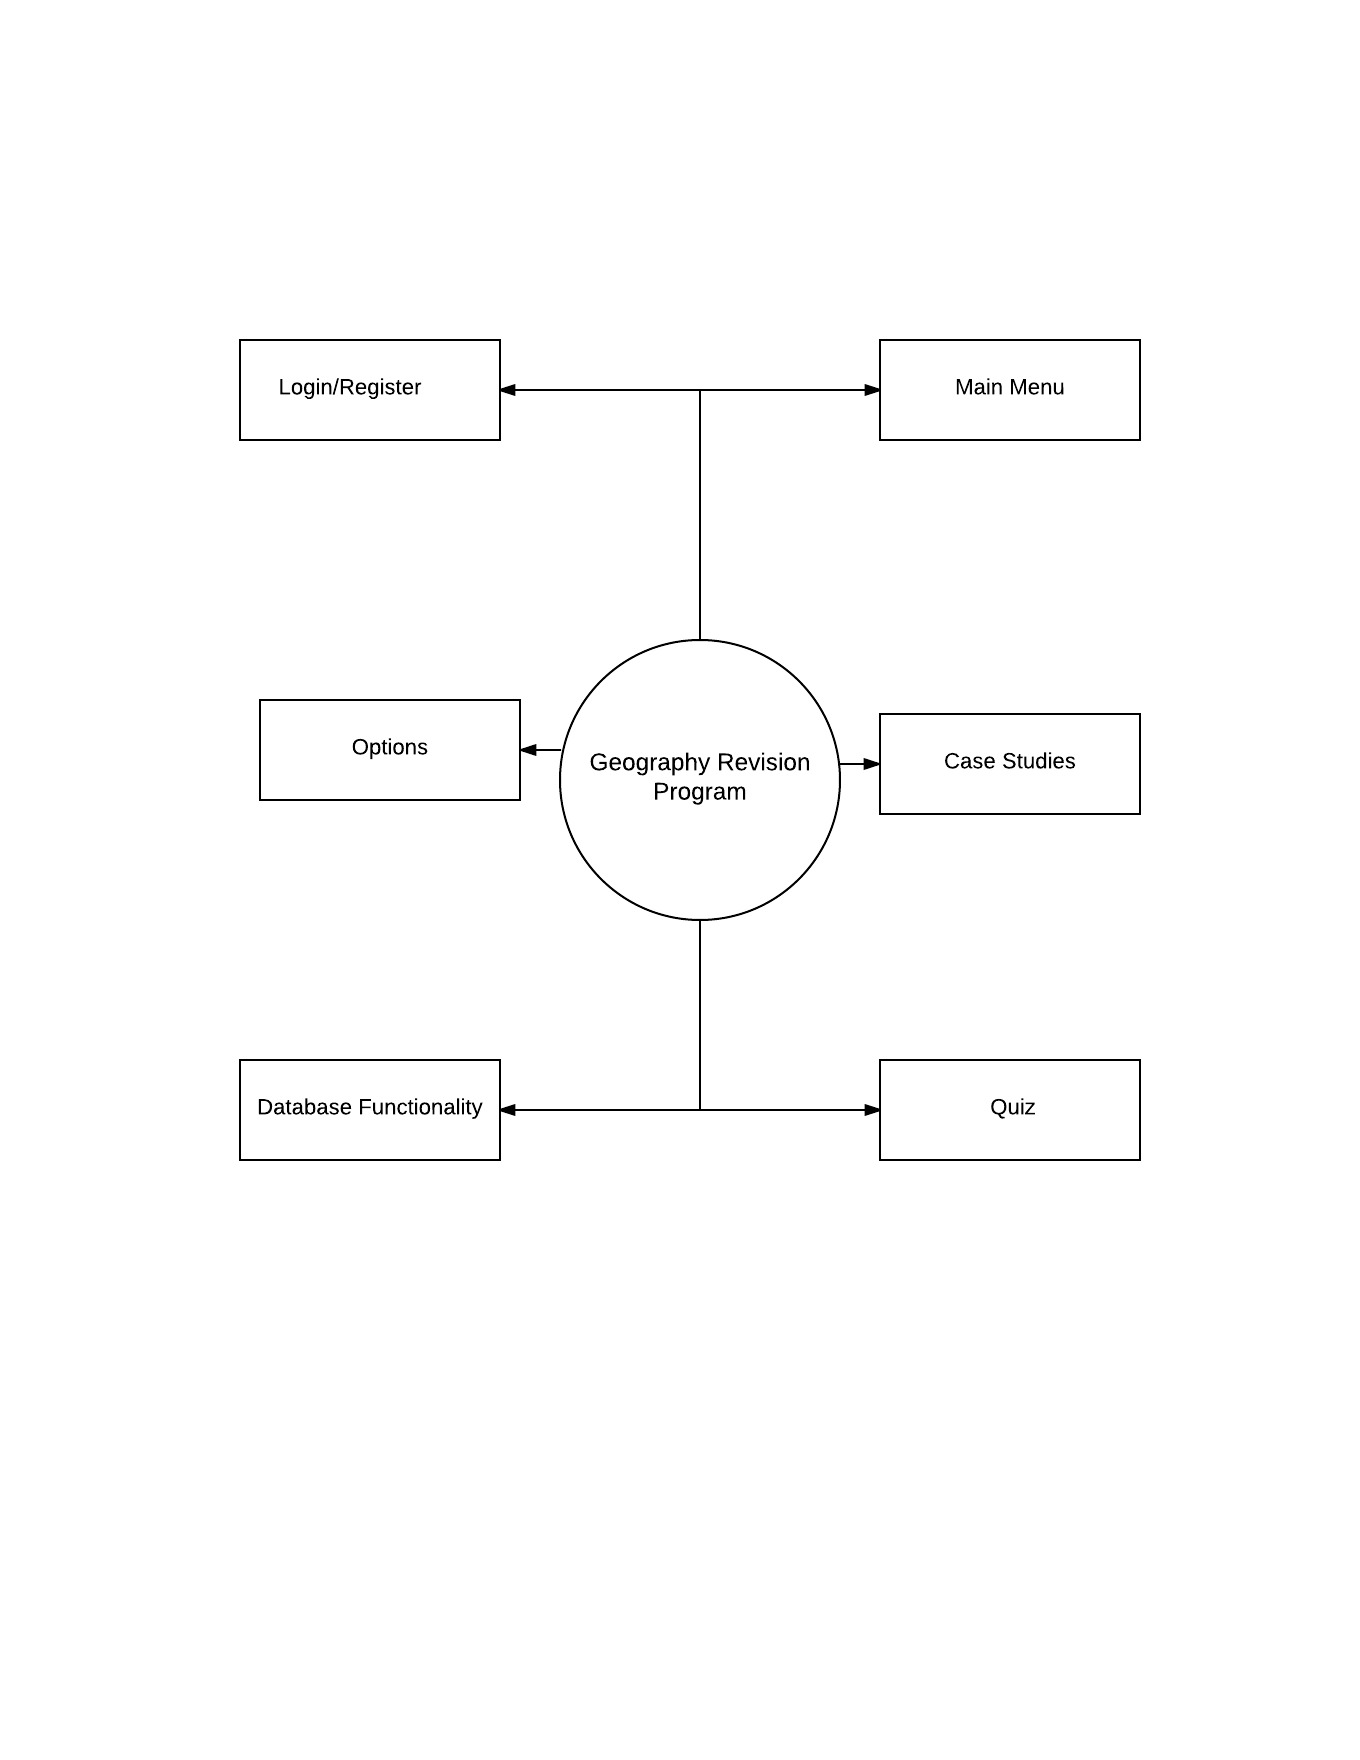 Login/Register
Main Menu
Options
Geography Revision
Program
Case Studies
Database Functionality
Quiz